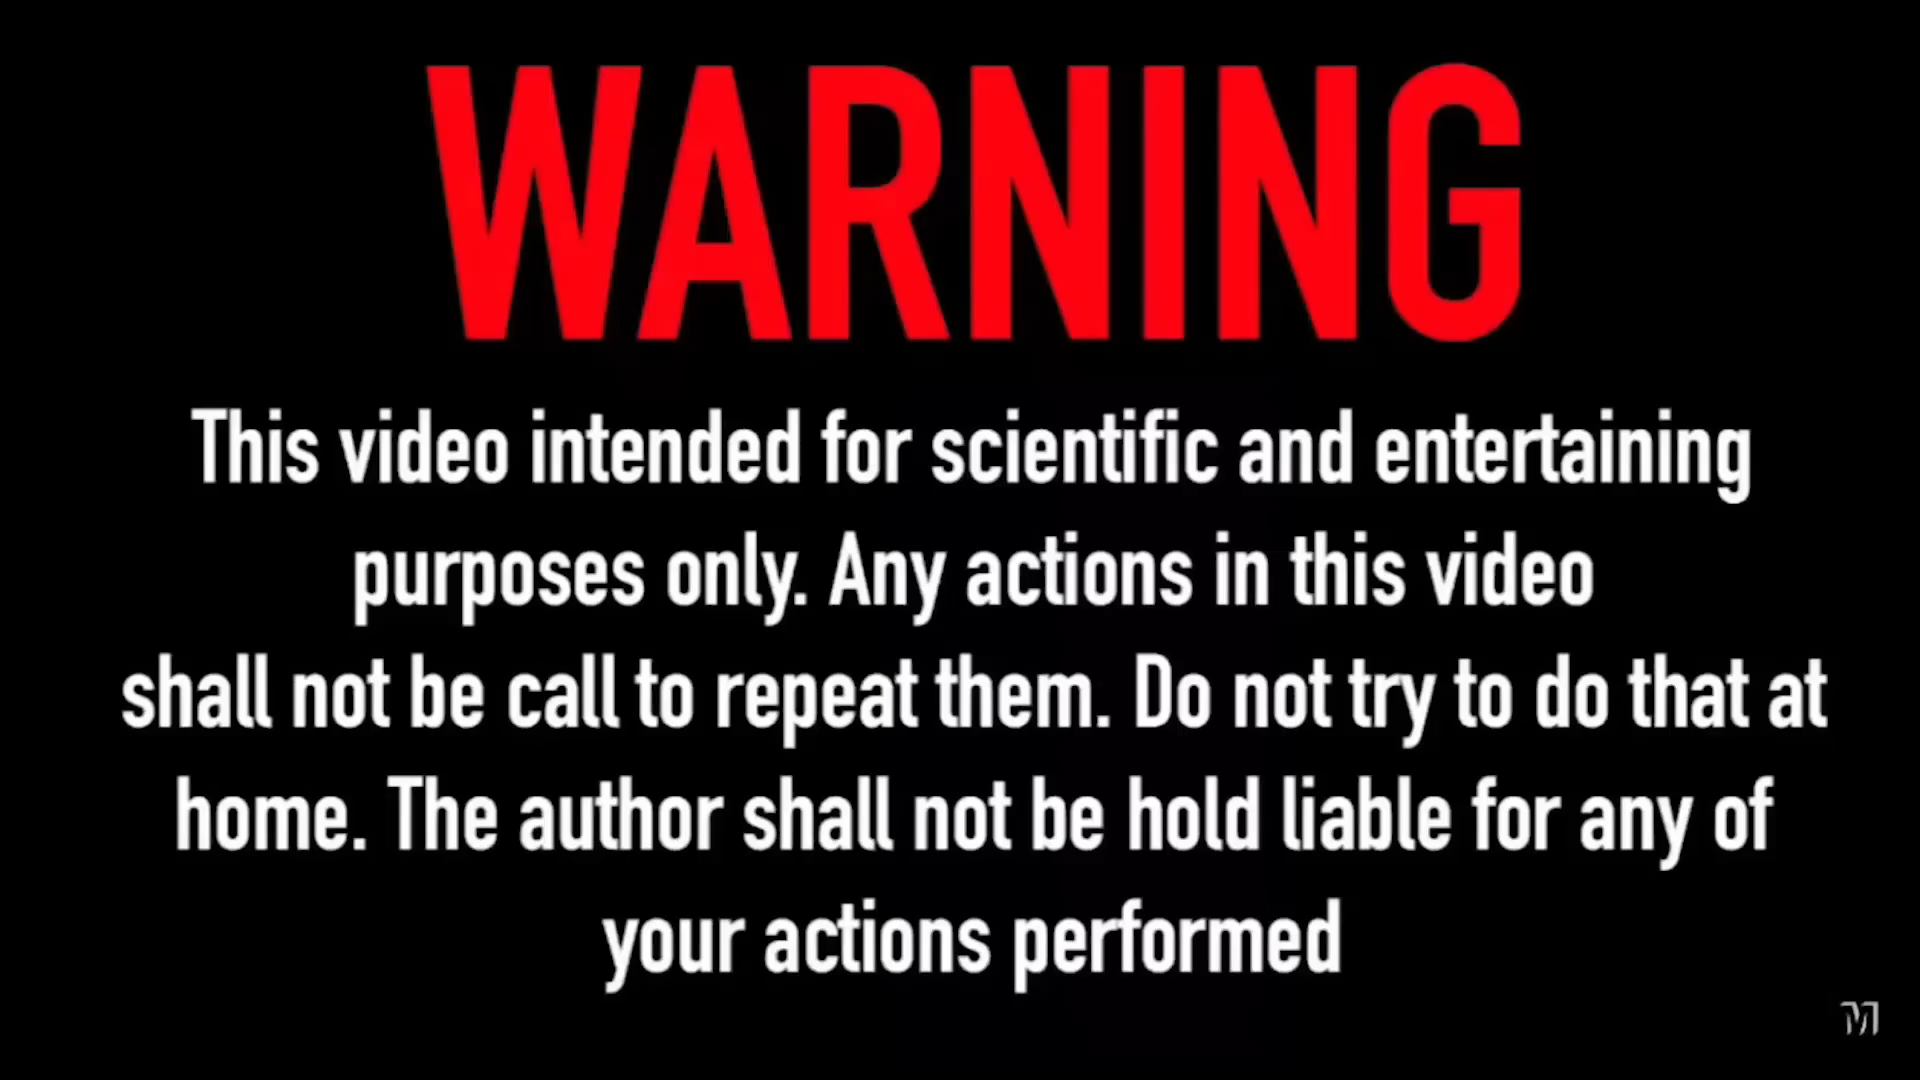 WARNING
This video intended for scientific and entertaining
purposes only. Any actions in this video
shall not be call to repeat them. Do not try to do that at
home. The author shall not be hold liable for any of
your actions performed
M